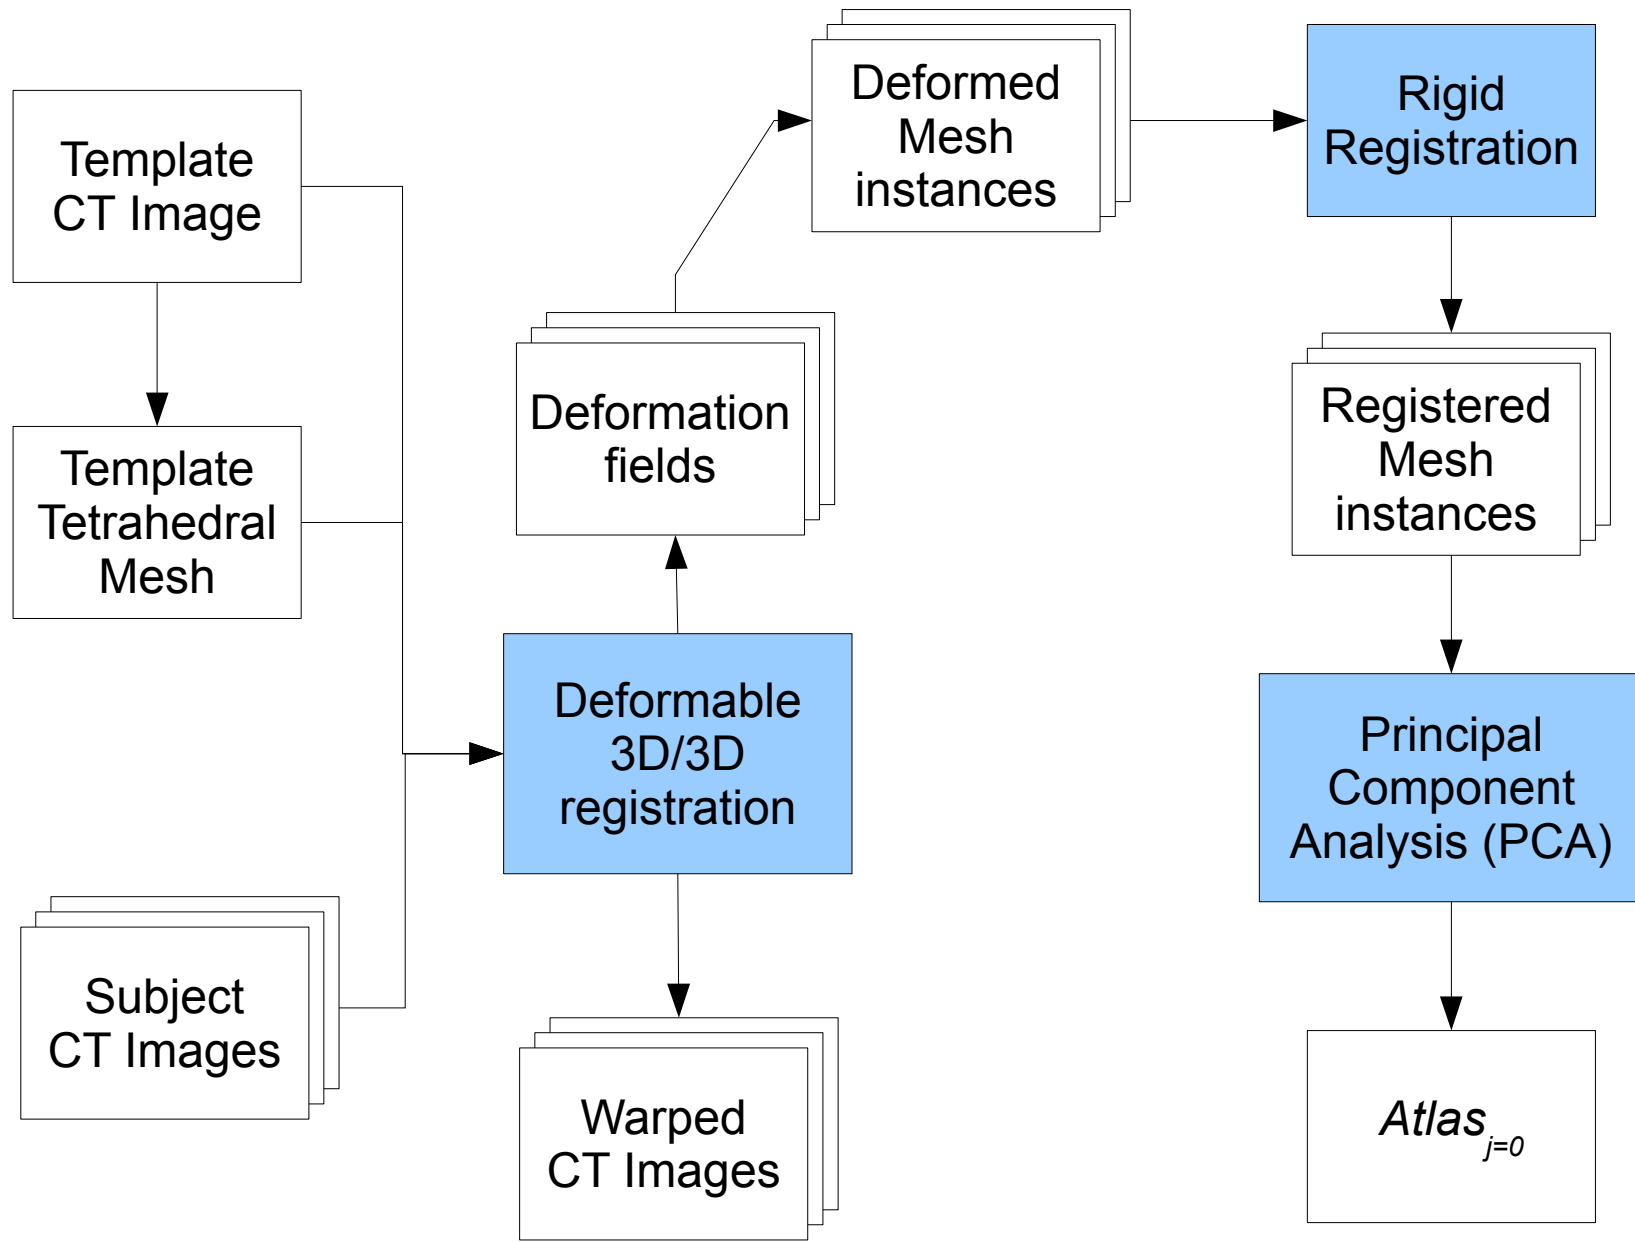 Template
CT Image
Template
Tetrahedral
Mesh
Subject
CT Images
Deformable
3D/3D
registration
Deformation
fields
Warped
CT Images
Deformed
Mesh
instances
Rigid
Registration
Registered
Mesh
instances
Principal
Component
Analysis (PCA)
Atlas j=0